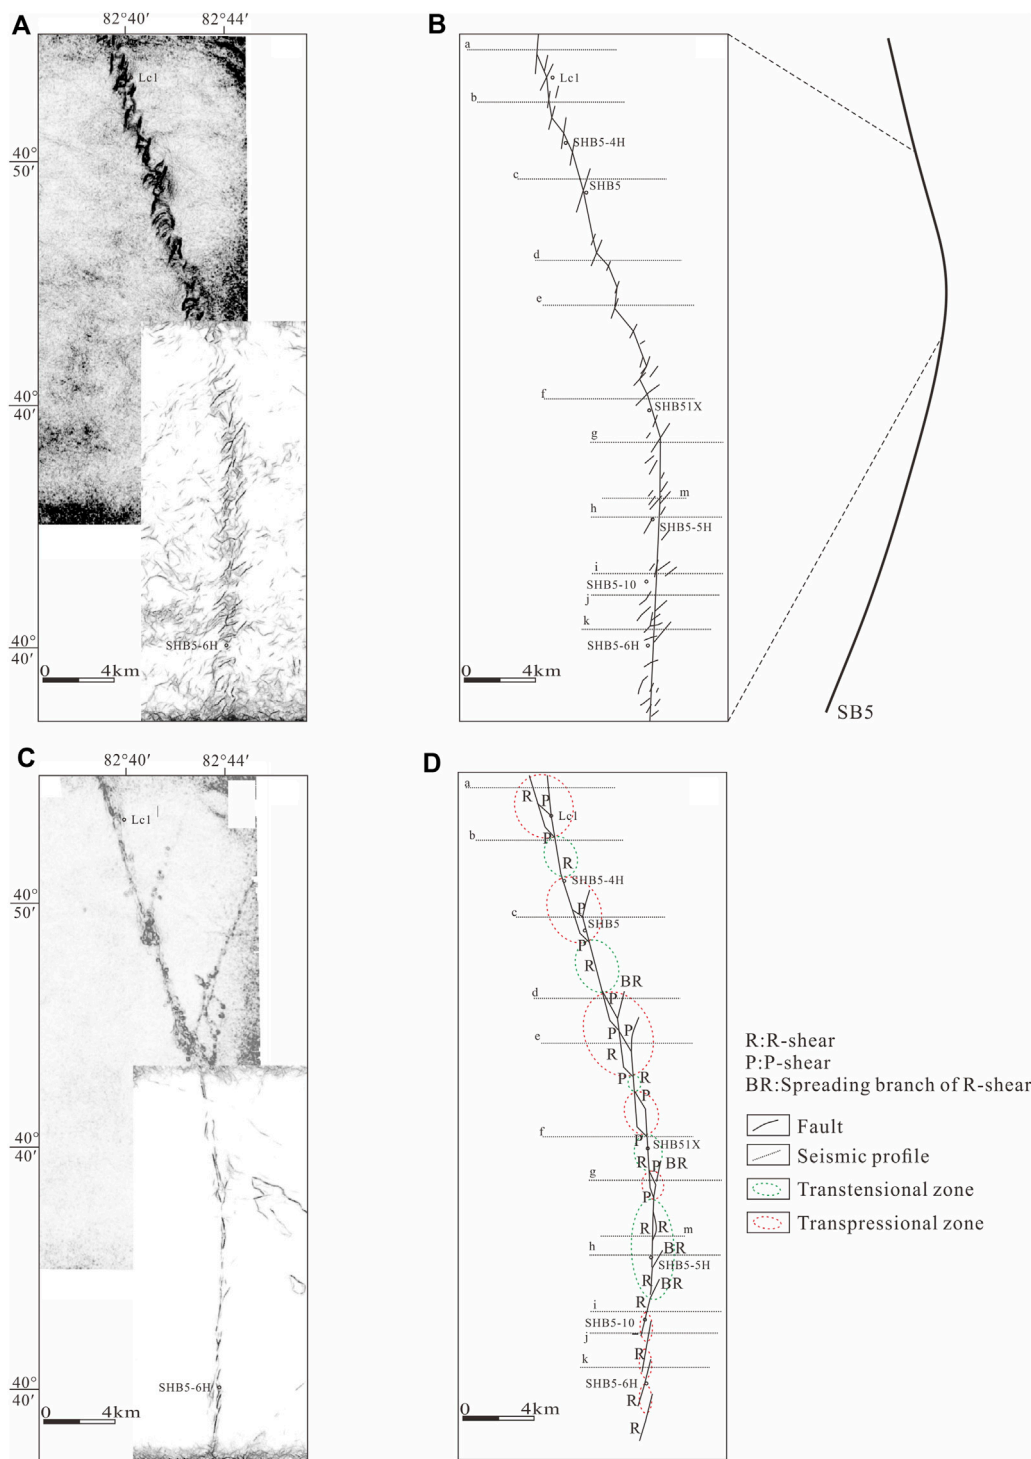 A
82°40′ 82°44′
Lc1
40°
50′
40°
40′
40°
40′
SHB5-6H
0 4km
B
a
Lc1
b
SHB5-4H
c
SHB5
d
e
f
SHB51X
g
m
h
SHB5-5H
i
SHB5-10
j
k
SHB5-6H
0 4km
SB5
C
82°40′ 82°44′
Lc1
40°
50′
40°
40′
40°
40′
SHB5-6H
0 4km
D
a
R P
Lc1
b P
R
SHB5-4H
P
c
SHB5
P
R
BR
d P
P P
e
R
P R
P
f
P SHB51X
R P BR
g
P
R R m
h BR
SHB5-5H
R BR
R
i
SHB5-10
j
R
k
SHB5-6H
R
R
0 4km
R:R-shear
P:P-shear
BR:Spreading branch of R-shear
Fault
Seismic profile
Transtensional zone
Transpressional zone